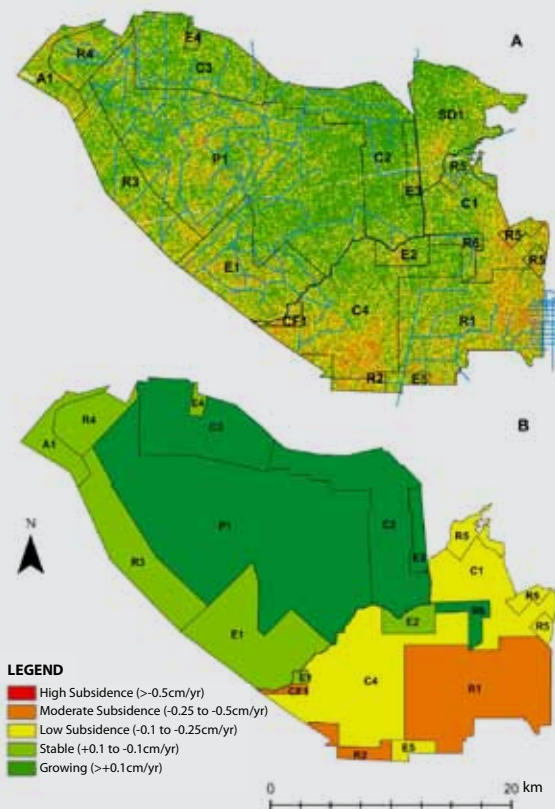 A
E4
R4
C3
A1
SD1
P1
C2
R5
E3
R3
C1
R6
R5
E2
R5
E1
C4
CF1
R1
R2
E5
B
E4
R4
C3
A1
R5
P1
C2
C1
E2
R3
R5
R6
E2
R5
E1
N
C4
R1
E5
R2
LEGEND
High Subsidence (>-0.5cm/yr)
Moderate Subsidence (-0.25 to -0.5cm/yr)
Low Subsidence (-0.1 to -0.25cm/yr)
Stable (+0.1 to -0.1cm/yr)
Growing (>+0.1cm/yr)
0
20 km